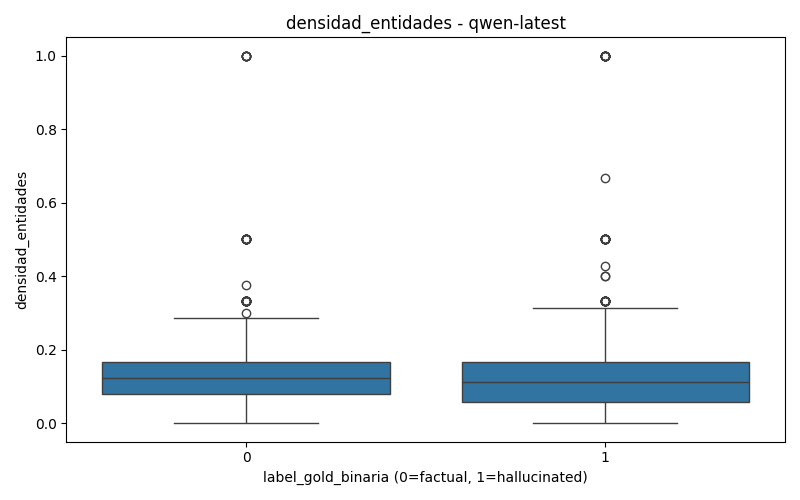 densidad_entidades - qwen-latest
densidad_entidades
1.0
0.8
0.6
0.4
0.2
0.0
0
1
label_gold_binaria (0=factual, 1=hallucinated)